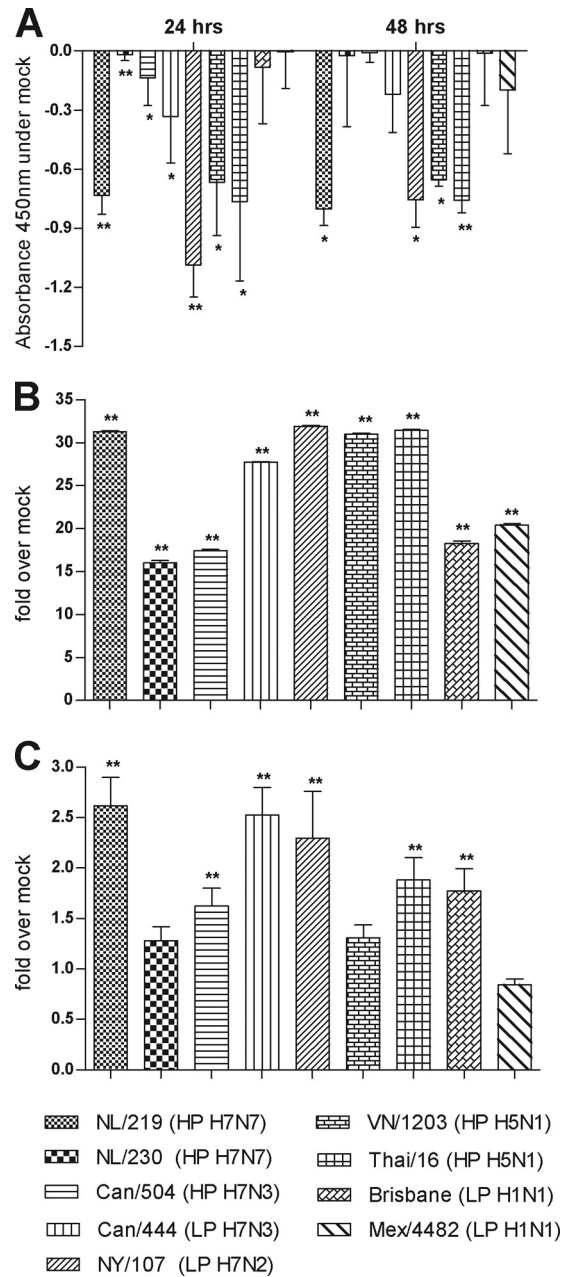 A
24 hrs
48 hrs
Absorbance 450nm under mock
0.0
-0.3
-0.6
-0.9
-1.2
-1.5
**
**
*
*
**
*
*
*
*
*
**
B
fold over mock
35
30
25
20
15
10
5
0
**
**
**
**
**
**
**
**
**
C
fold over mock
3.0
2.5
2.0
1.5
1.0
0.5
0.0
**
**
**
**
**
**
NL/219 (HP H7N7)
NL/230 (HP H7N7)
Can/504 (HP H7N3)
Can/444 (LP H7N3)
NY/107 (LP H7N2)
VN/1203 (HP H5N1)
Thai/16 (HP H5N1)
Brisbane (LP H1N1)
Mex/4482 (LP H1N1)